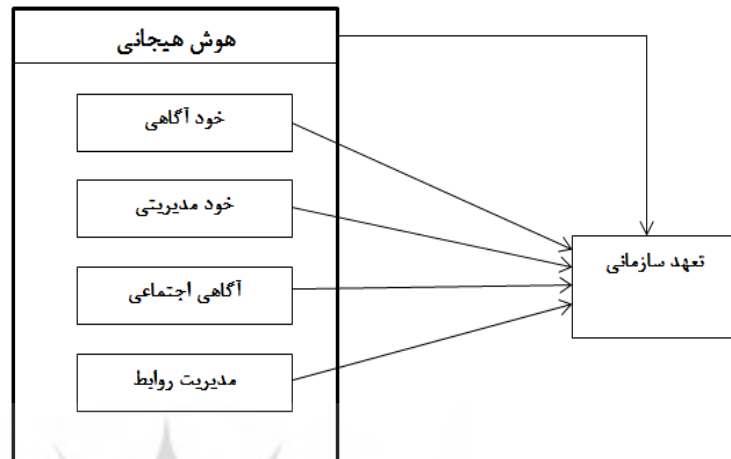 هوش هیجانی
خود آگاهی
خود مدیریتی
آگاهی اجتماعی
مدیریت روابط
تعهد سازمانی